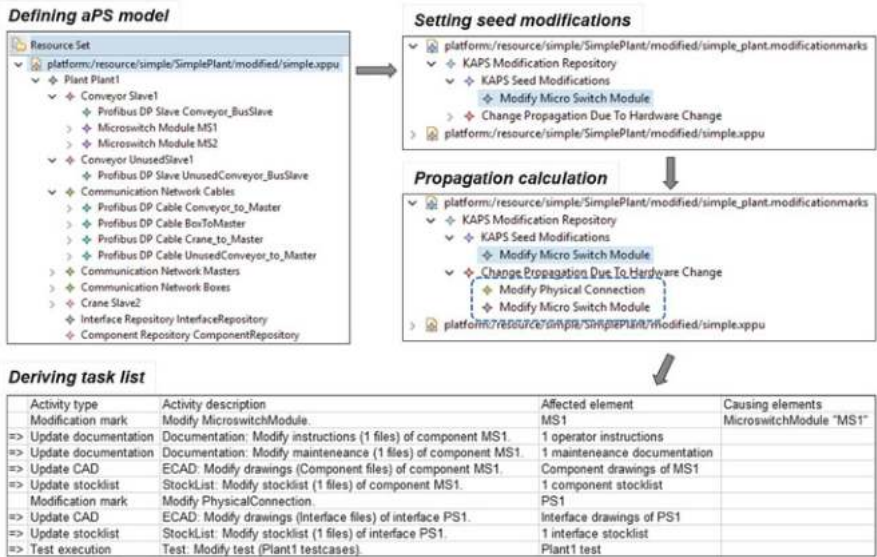 Defining aPS model
Resource Set
platform:/resource/simple/SimplePlant/modified/simple.xppu
Plant Plant1
Conveyor Slave1
Profibus DP Slave Conveyor_BusSlave
Microswitch Module MS1
Microswitch Module MS2
Conveyor UnusedSlave1
Profibus DP Slave UnusedConveyor_BusSlave
Communication Network Cables
Profibus DP Cable Conveyor_to_Master
Profibus DP Cable BoxToMaster
Profibus DP Cable Crane_to_Master
Profibus DP Cable UnusedConveyor_to_Master
Communication Network Masters
Communication Network Boxes
Crane Slave2
Interface Repository InterfaceRepository
Component Repository ComponentRepository
Setting seed modifications
platform:/resource/simple/SimplePlant/modified/simple_plant.modificationmarks
KAPS Modification Repository
KAPS Seed Modifications
Modify Micro Switch Module
Change Propagation Due To Hardware Change
platform:/resource/simple/SimplePlant/modified/simple.xppu
Propagation calculation
platform:/resource/simple/SimplePlant/modified/simple_plant.modificationmarks
KAPS Modification Repository
KAPS Seed Modifications
Modify Micro Switch Module
Change Propagation Due To Hardware Change
Modify Physical Connection
Modify Micro Switch Module
platform:/resource/simple/SimplePlant/modified/simple.xppu
Deriving task list
Activity type Activity description Affected element Causing elements
Modification mark Modify MicroswitchModule. MS1 MicroswitchModule "MS1"
=> Update documentation Documentation: Modify instructions (1 files) of component MS1. 1 operator instructions
=> Update documentation Documentation: Modify mainteneance (1 files) of component MS1. 1 mainteneance documentation
=> Update CAD ECAD: Modify drawings (Component files) of component MS1. Component drawings of MS1
=> Update stocklist StockList: Modify stocklist (1 files) of component MS1. 1 component stocklist
Modification mark Modify PhysicalConnection. PS1
=> Update CAD ECAD: Modify drawings (Interface files) of interface PS1. Interface drawings of PS1
=> Update stocklist StockList: Modify stocklist (1 files) of interface PS1. 1 interface stocklist
=> Test execution Test: Modify test (Plant1 testcases). Plant1 test